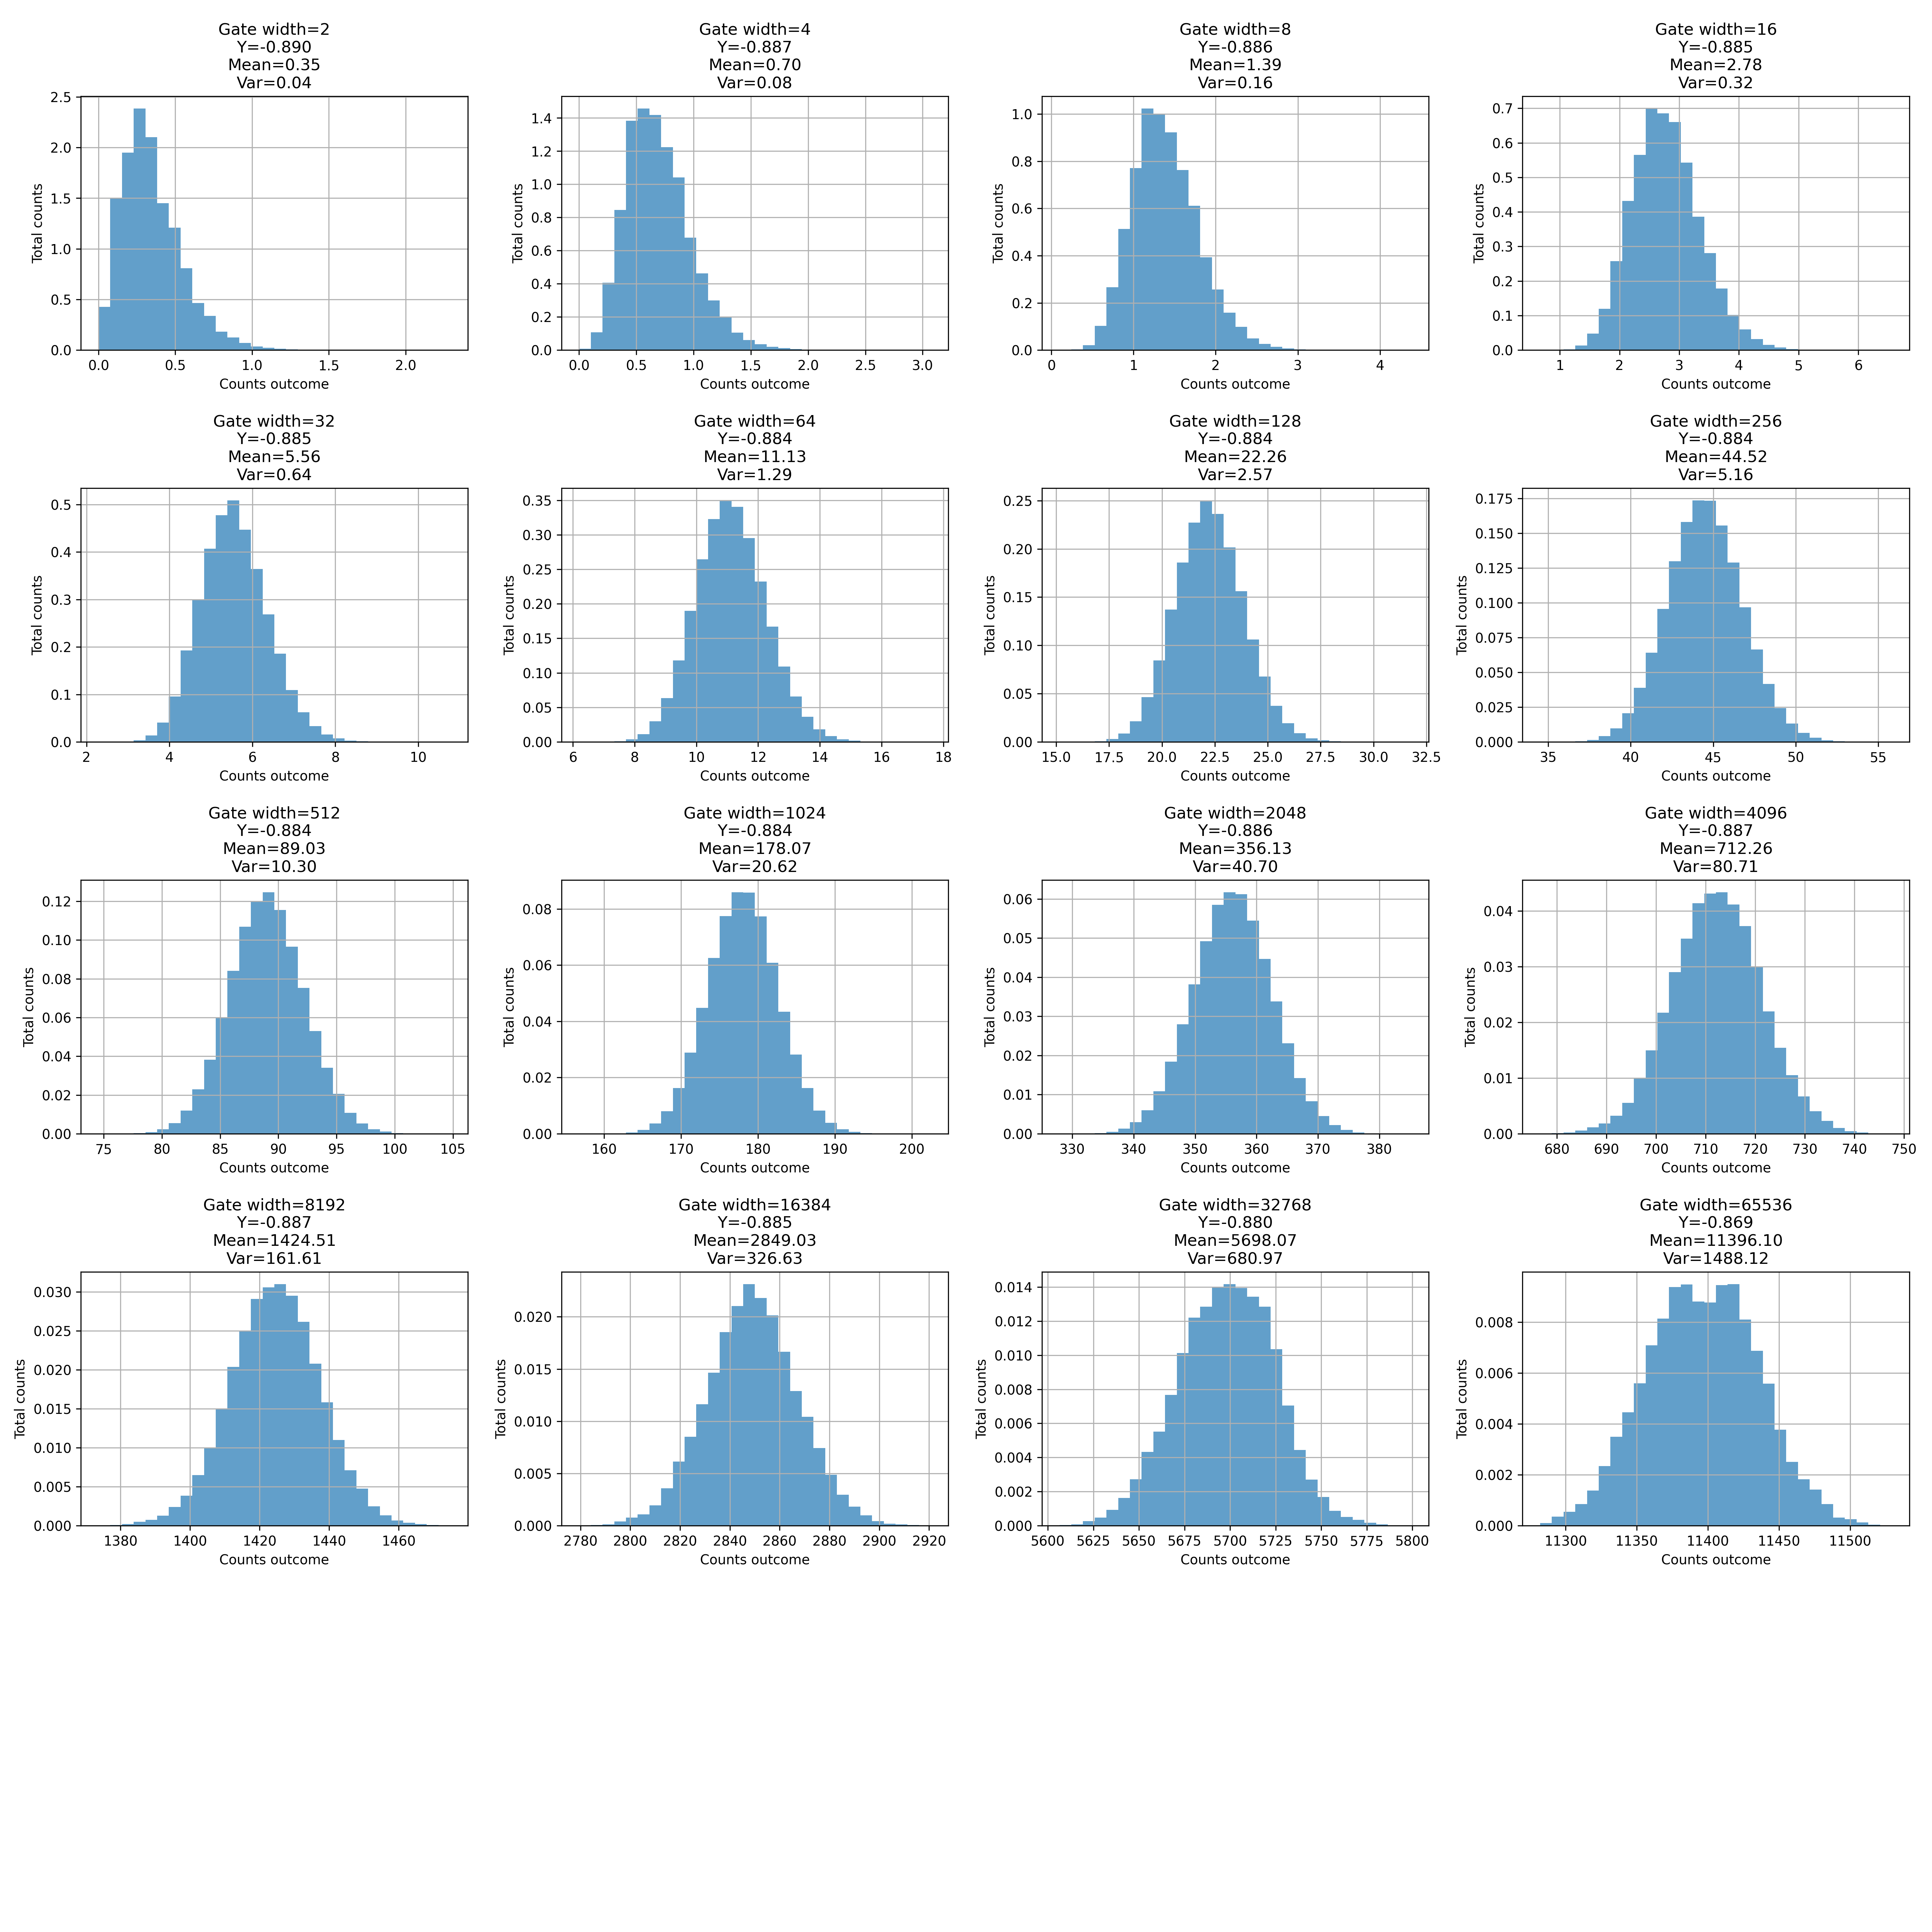 Gate width=2
Y=-0.890
Mean=0.35
Var=0.04
2.5
2.0
1.5
1.0
0.5
0.0
Total counts
0.0 0.5 1.0 1.5 2.0
Counts outcome
Gate width=4
Y=-0.887
Mean=0.70
Var=0.08
1.4
1.2
1.0
0.8
0.6
0.4
0.2
0.0
Total counts
0.0 0.5 1.0 1.5 2.0 2.5 3.0
Counts outcome
Gate width=8
Y=-0.886
Mean=1.39
Var=0.16
1.0
0.8
0.6
0.4
0.2
0.0
Total counts
0 1 2 3 4
Counts outcome
Gate width=16
Y=-0.885
Mean=2.78
Var=0.32
0.7
0.6
0.5
0.4
0.3
0.2
0.1
0.0
Total counts
1 2 3 4 5 6
Counts outcome
Gate width=32
Y=-0.885
Mean=5.56
Var=0.64
0.5
0.4
0.3
0.2
0.1
0.0
Total counts
2 4 6 8 10
Counts outcome
Gate width=64
Y=-0.884
Mean=11.13
Var=1.29
0.35
0.30
0.25
0.20
0.15
0.10
0.05
0.00
Total counts
6 8 10 12 14 16 18
Counts outcome
Gate width=128
Y=-0.884
Mean=22.26
Var=2.57
0.25
0.20
0.15
0.10
0.05
0.00
Total counts
15.0 17.5 20.0 22.5 25.0 27.5 30.0 32.5
Counts outcome
Gate width=256
Y=-0.884
Mean=44.52
Var=5.16
0.175
0.150
0.125
0.100
0.075
0.050
0.025
0.000
Total counts
35 40 45 50 55
Counts outcome
Gate width=512
Y=-0.884
Mean=89.03
Var=10.30
0.12
0.10
0.08
0.06
0.04
0.02
0.00
Total counts
75 80 85 90 95 100 105
Counts outcome
Gate width=1024
Y=-0.884
Mean=178.07
Var=20.62
0.08
0.06
0.04
0.02
0.00
Total counts
160 170 180 190 200
Counts outcome
Gate width=2048
Y=-0.886
Mean=356.13
Var=40.70
0.06
0.05
0.04
0.03
0.02
0.01
0.00
Total counts
330 340 350 360 370 380
Counts outcome
Gate width=4096
Y=-0.887
Mean=712.26
Var=80.71
0.04
0.03
0.02
0.01
0.00
Total counts
680 690 700 710 720 730 740 750
Counts outcome
Gate width=8192
Y=-0.887
Mean=1424.51
Var=161.61
0.030
0.025
0.020
0.015
0.010
0.005
0.000
Total counts
1380 1400 1420 1440 1460
Counts outcome
Gate width=16384
Y=-0.885
Mean=2849.03
Var=326.63
0.020
0.015
0.010
0.005
0.000
Total counts
2780 2800 2820 2840 2860 2880 2900 2920
Counts outcome
Gate width=32768
Y=-0.880
Mean=5698.07
Var=680.97
0.014
0.012
0.010
0.008
0.006
0.004
0.002
0.000
Total counts
5600 5625 5650 5675 5700 5725 5750 5775 5800
Counts outcome
Gate width=65536
Y=-0.869
Mean=11396.10
Var=1488.12
0.008
0.006
0.004
0.002
0.000
Total counts
11300 11350 11400 11450 11500
Counts outcome